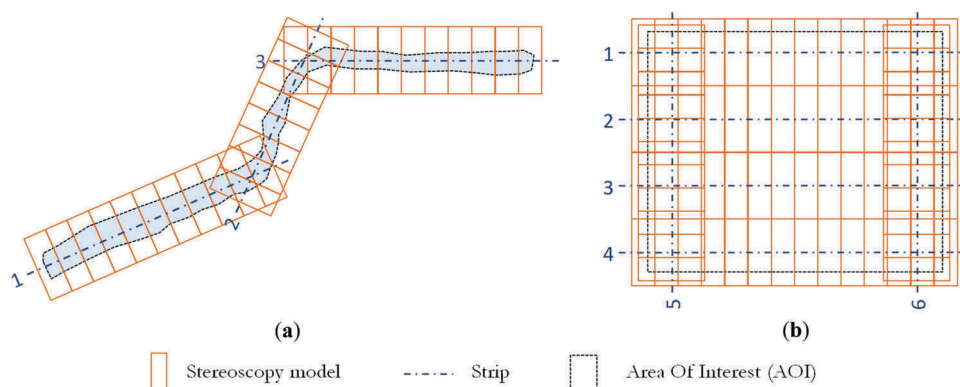 3
2
1
(a)
1
2
3
4
5
6
(b)
Stereoscopy model
Strip
Area Of Interest (AOI)